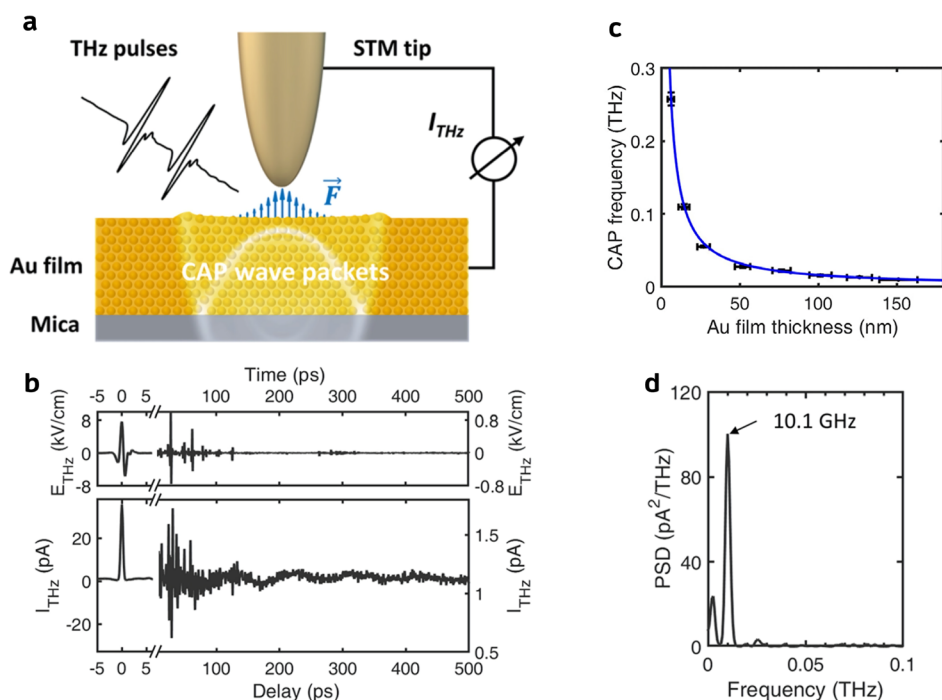 a
THz pulses
STM tip
I_THz
F
Au film
CAP wave packets
Mica
b
Time (ps)
-5 0 5 100 200 300 400 500
8
0
-8
E_THz (kV/cm)
0.8
0
-0.8
E_THz (kV/cm)
20
0
-20
I_THz (pA)
1.5
1
0.5
I_THz (pA)
-5 0 5 100 200 300 400 500
Delay (ps)
c
0.3
0.2
0.1
0
CAP frequency (THz)
0 50 100 150
Au film thickness (nm)
d
120
80
40
0
PSD (pA²/THz)
10.1 GHz
0 0.05 0.1
Frequency (THz)